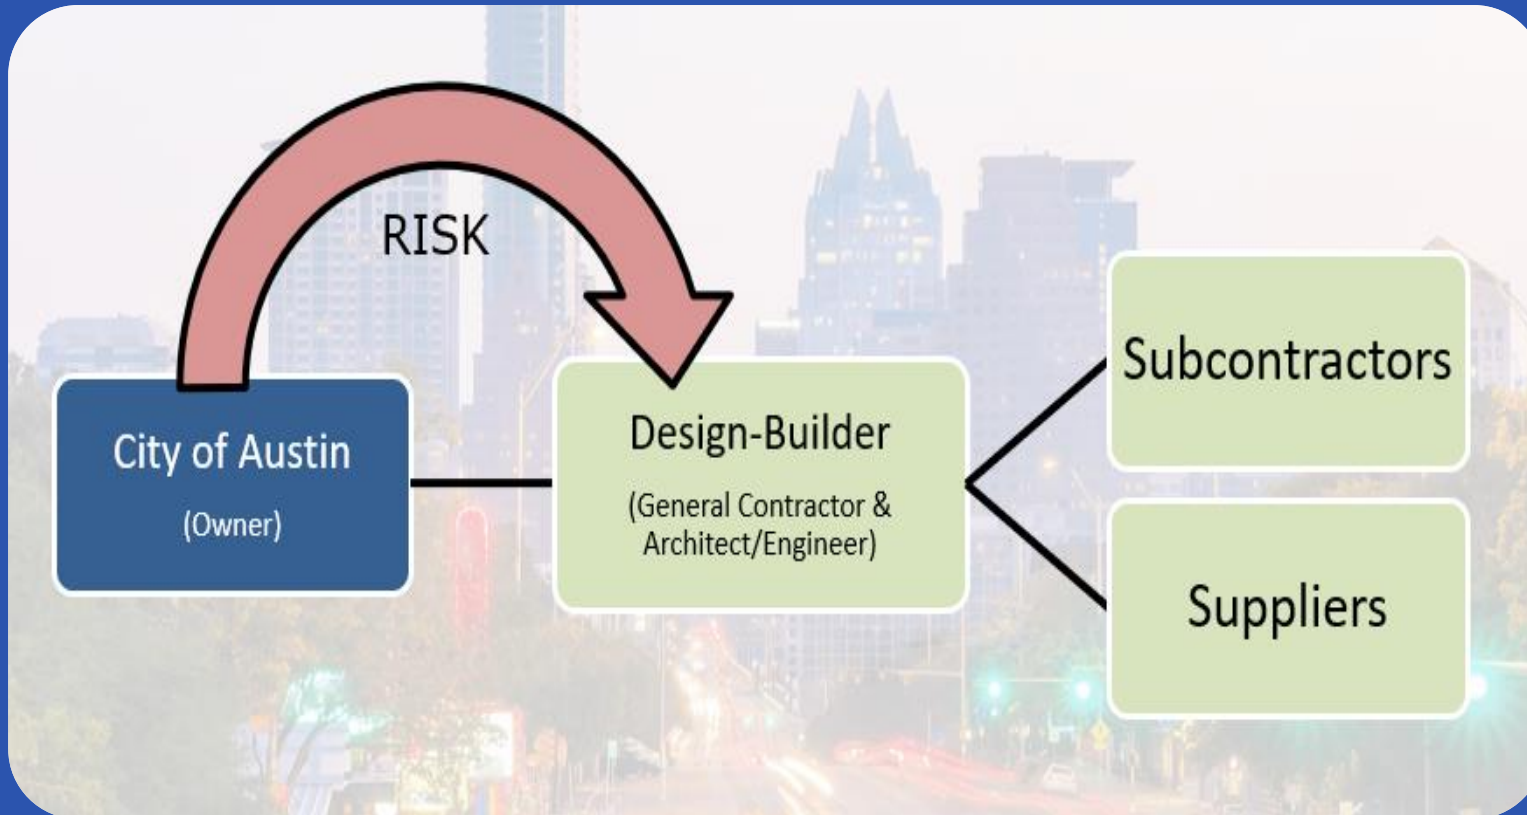 RISK
City of Austin
(Owner)
Design-Builder
(General Contractor &
Architect/Engineer)
Subcontractors
Suppliers